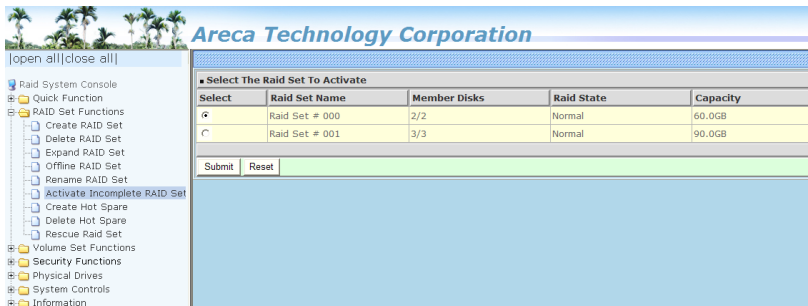 Areca Technology Corporation
|open all|close all|
Raid System Console
Quick Function
RAID Set Functions
Create RAID Set
Delete RAID Set
Expand RAID Set
Offline RAID Set
Rename RAID Set
Activate Incomplete RAID Set
Create Hot Spare
Delete Hot Spare
Rescue Raid Set
Volume Set Functions
Security Functions
Physical Drives
System Controls
Information
Select The Raid Set To Activate
Select Raid Set Name Member Disks Raid State Capacity
Raid Set # 000 2/2 Normal 60.0GB
Raid Set # 001 3/3 Normal 90.0GB
Submit Reset